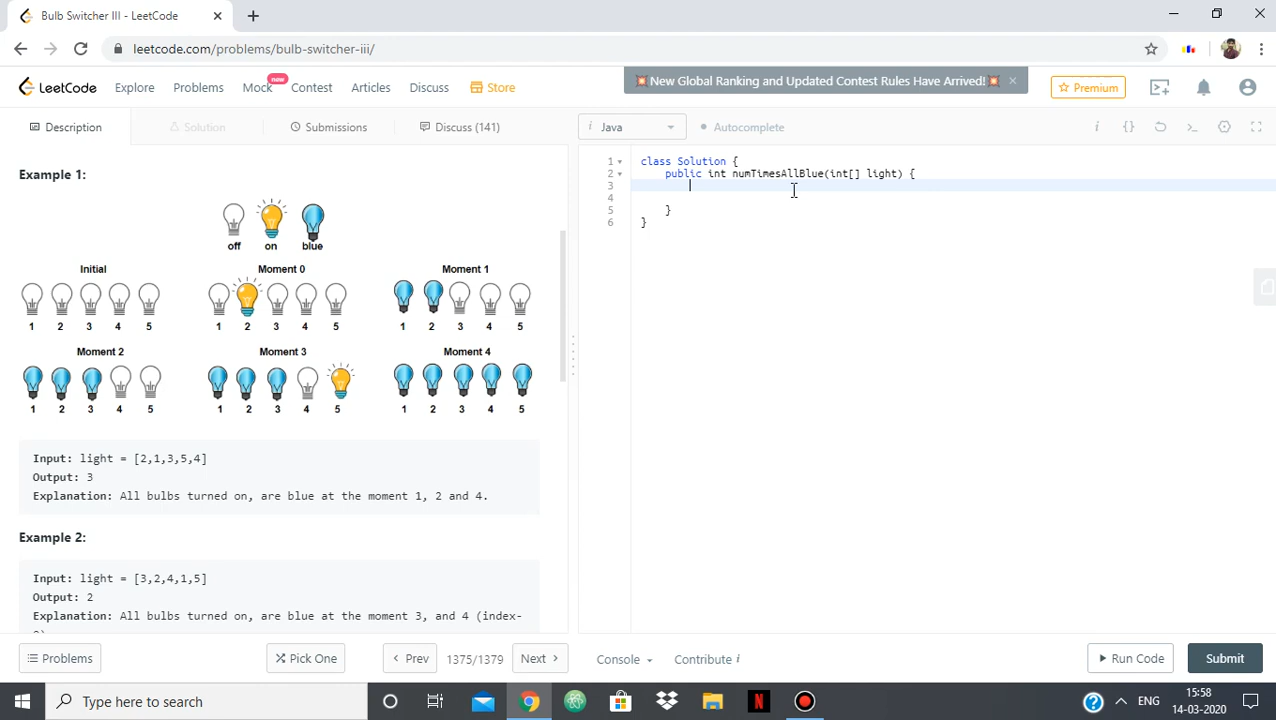 Bulb Switcher III - LeetCode
leetcode.com/problems/bulb-switcher-iii/
LeetCode Explore Problems Mock new Contest Articles Discuss Store
💥New Global Ranking and Updated Contest Rules Have Arrived!💥
Premium
Description Solution Submissions Discuss (141)
i Java Autocomplete
Example 1:
off on blue
Initial Moment 0 Moment 1
1 2 3 4 5 1 2 3 4 5 1 2 3 4 5
Moment 2 Moment 3 Moment 4
1 2 3 4 5 1 2 3 4 5 1 2 3 4 5
Input: light = [2,1,3,5,4]
Output: 3
Explanation: All bulbs turned on, are blue at the moment 1, 2 and 4.
Example 2:
Input: light = [3,2,4,1,5]
Output: 2
Explanation: All bulbs turned on, are blue at the moment 3, and 4 (index-
1 class Solution {
2 public int numTimesAllBlue(int[] light) {
3
4
5 }
6 }
Problems Pick One Prev 1375/1379 Next Console Contribute i Run Code Submit
Type here to search
ENG
15:58
14-03-2020